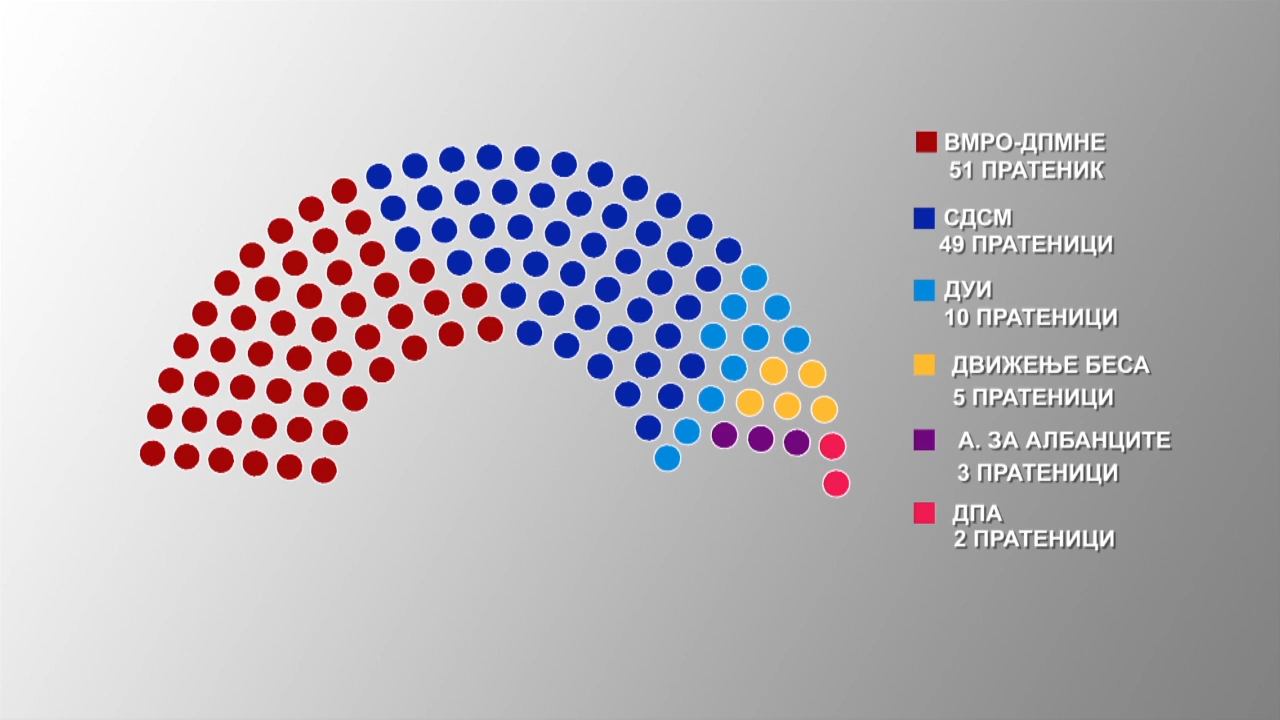 ВМРО-ДПМНЕ
51 ПРАТЕНИК
СДСМ
49 ПРАТЕНИЦИ
ДУИ
10 ПРАТЕНИЦИ
ДВИЖЕЊЕ БЕСА
5 ПРАТЕНИЦИ
А. ЗА АЛБАНЦИТЕ
3 ПРАТЕНИЦИ
ДПА
2 ПРАТЕНИЦИ